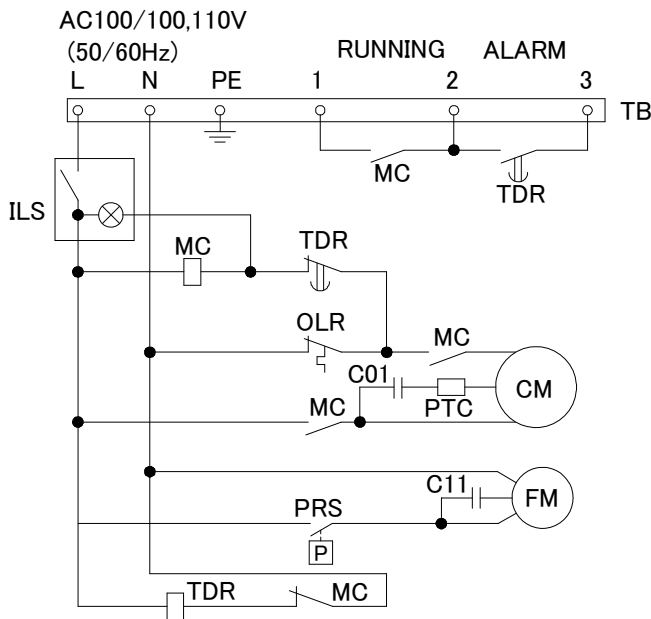 AC100/100,110V
(50/60Hz)
RUNNING ALARM
L N PE 1 2 3
TB
MC
TDR
ILS
MC
TDR
OLR
MC
C01
PTC
CM
MC
C11
FM
PRS
P
TDR
MC